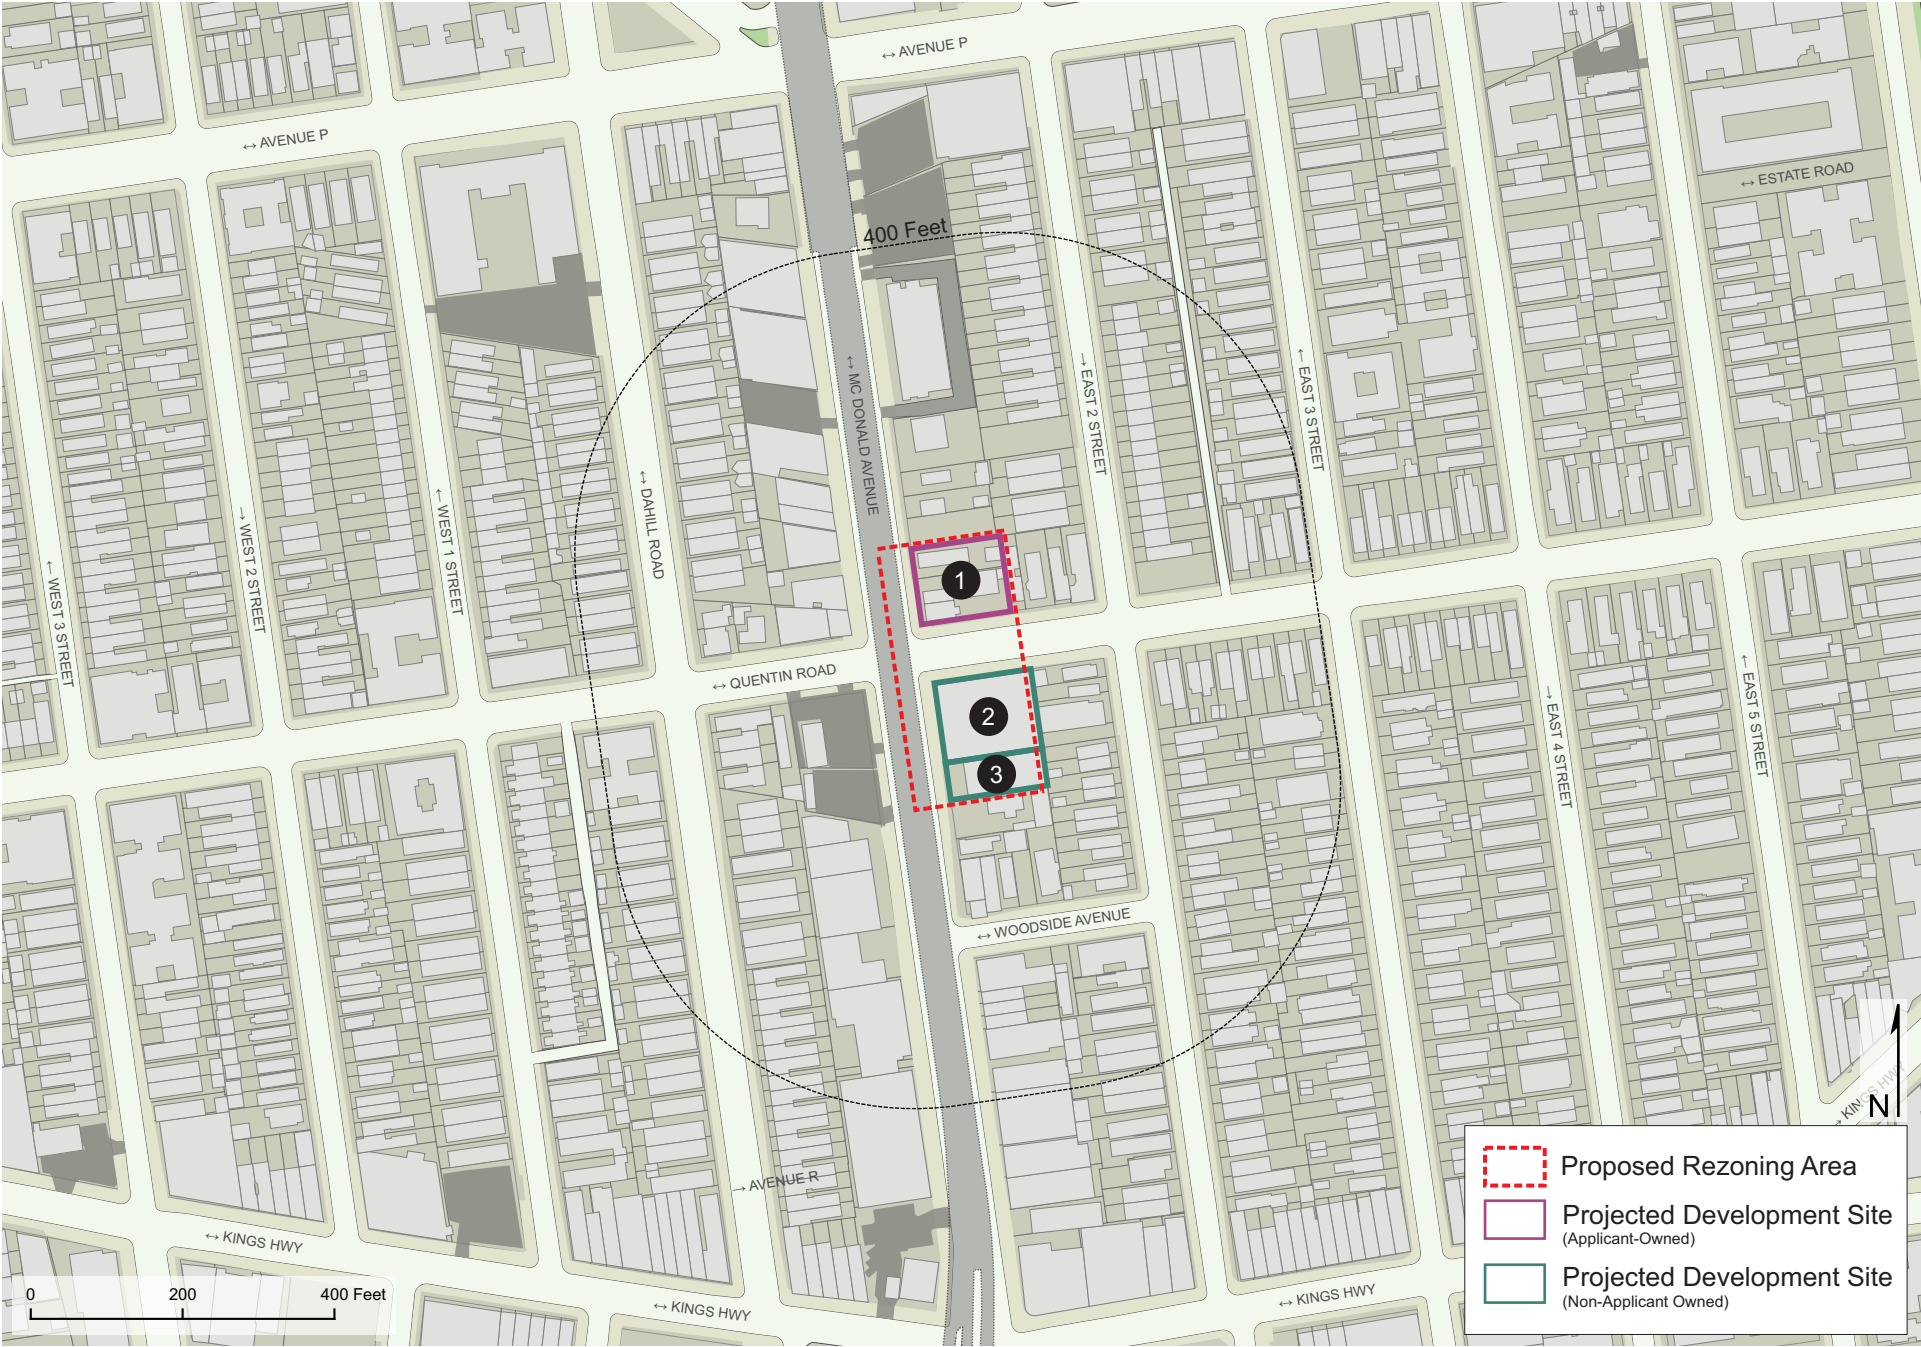 ↔ AVENUE P
↔ AVENUE P
↔ ESTATE ROAD
400 Feet
↔ MC DONALD AVENUE
→ EAST 2 STREET
← EAST 3 STREET
↔ DAHILL ROAD
← WEST 1 STREET
→ WEST 2 STREET
← WEST 3 STREET
1
↔ QUENTIN ROAD
2
3
→ EAST 4 STREET
← EAST 5 STREET
↔ WOODSIDE AVENUE
→ AVENUE R
↔ KINGS HWY
↔ KINGS HWY
↔ KINGS HWY
KINGS HWY
N
0 200 400 Feet
Proposed Rezoning Area
Projected Development Site
(Applicant-Owned)
Projected Development Site
(Non-Applicant Owned)